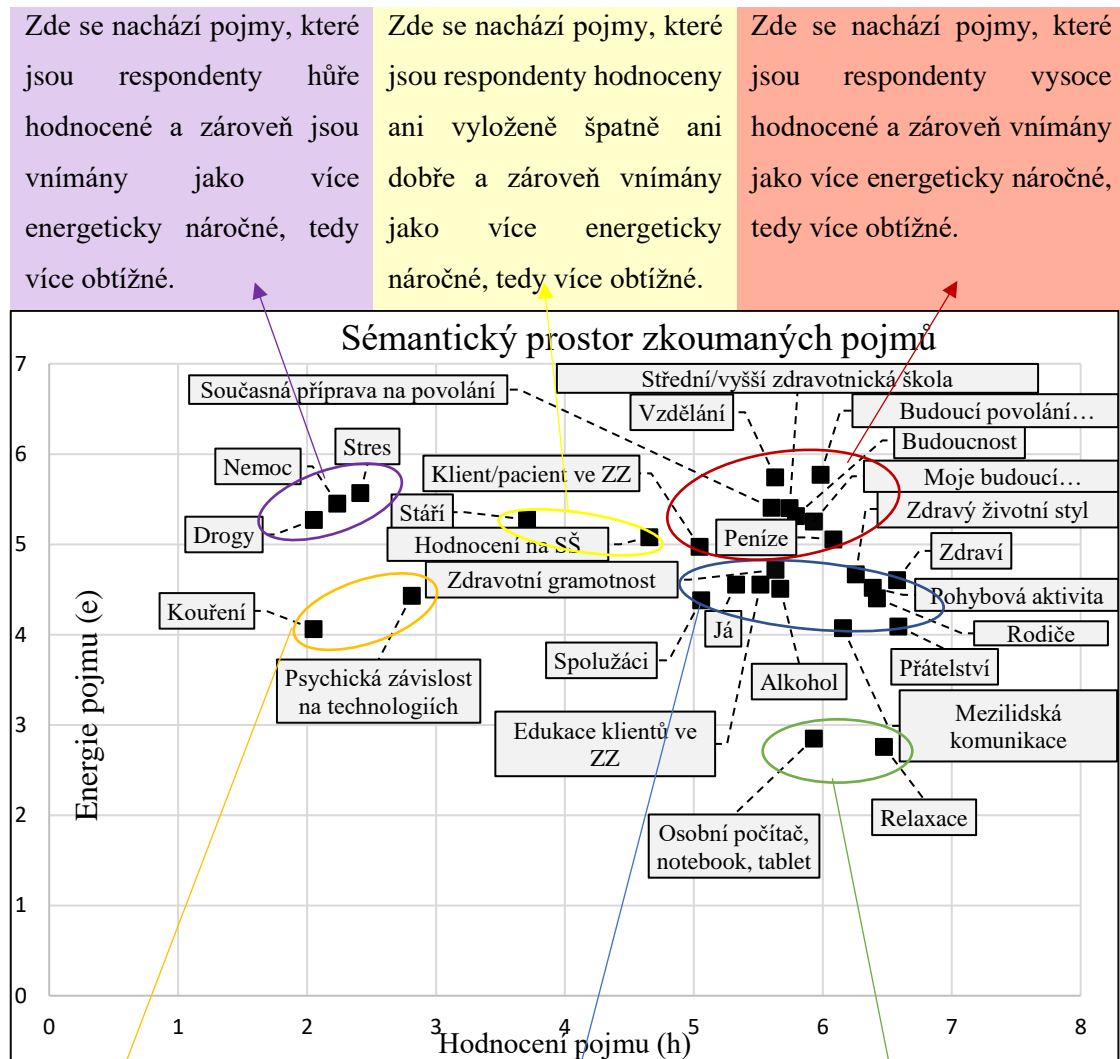 Zde se nachází pojmy, které
jsou respondenty hůře
hodnocené a zároveň jsou
vnímány jako více
energeticky náročné, tedy
více obtížné.
Zde se nachází pojmy, které
jsou respondenty hodnoceny
ani vyloženě špatně ani
dobře a zároveň vnímány
jako více energeticky
náročné, tedy více obtížné.
Zde se nachází pojmy, které
jsou respondenty vysoce
hodnocené a zároveň vnímány
jako více energeticky náročné,
tedy více obtížné.
Sémantický prostor zkoumaných pojmů
7
6
5
4
3
2
1
0
Energie pojmu (e)
Současná příprava na povolání
Střední/vyšší zdravotnická škola
Vzdělání
Budoucí povolání…
Budoucnost
Stres
Nemoc
Klient/pacient ve ZZ
Moje budoucí…
Stáří
Zdravý životní styl
Drogy
Hodnocení na SŠ
Peníze
Zdraví
Zdravotní gramotnost
Pohybová aktivita
Kouření
Já
Rodiče
Spolužáci
Přátelství
Psychická závislost
na technologiích
Alkohol
Edukace klientů ve
ZZ
Mezilidská
komunikace
Osobní počítač,
notebook, tablet
Relaxace
0
1
2
3
4
5
6
7
8
Hodnocení pojmu (h)